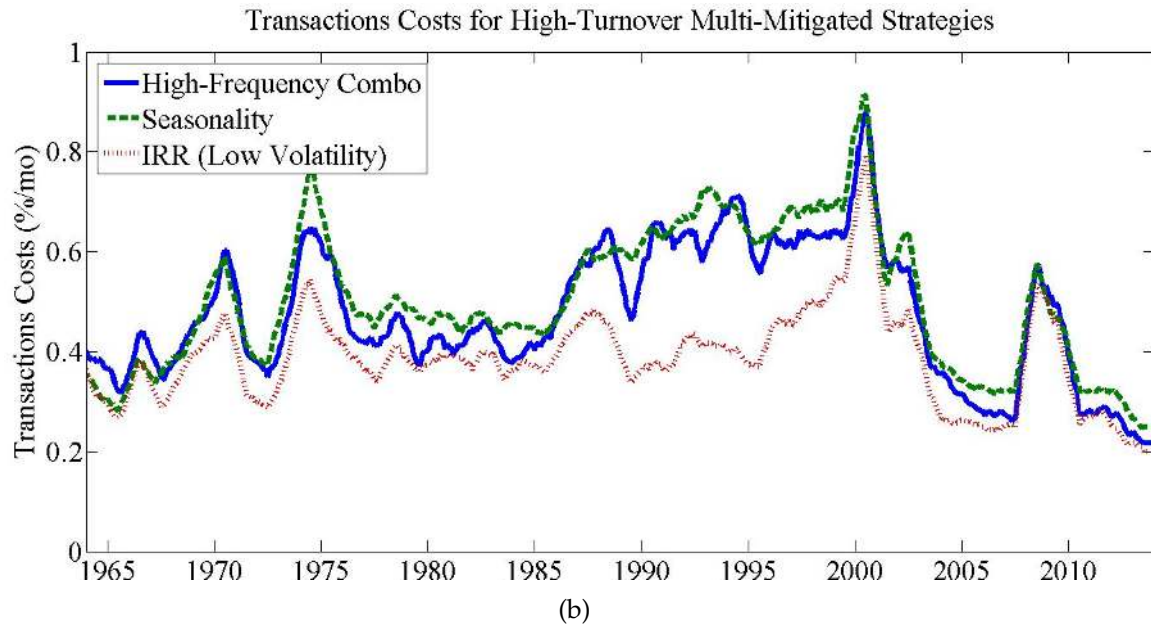 Transactions Costs for High-Turnover Multi-Mitigated Strategies
1
High-Frequency Combo
Seasonality
IRR (Low Volatility)
0.8
0.6
0.4
0.2
0
Transactions Costs (%/mo)
1965 1970 1975 1980 1985 1990 1995 2000 2005 2010
(b)